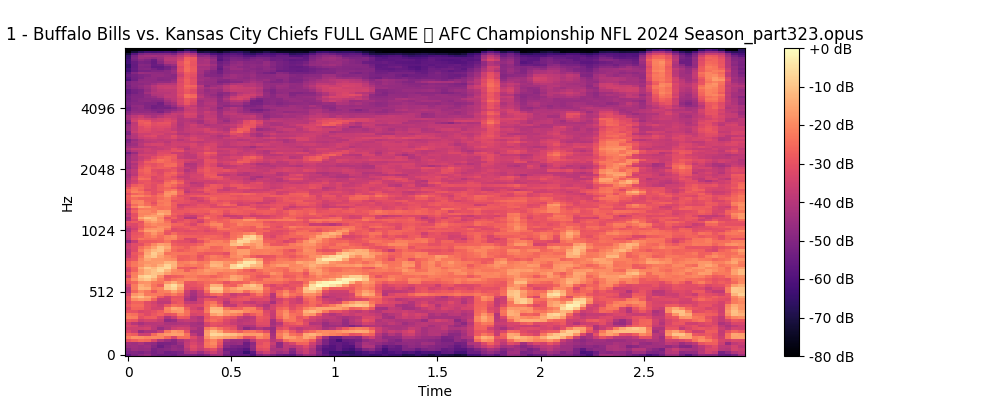 1 - Buffalo Bills vs. Kansas City Chiefs FULL GAME ▯ AFC Championship NFL 2024 Season_part323.opus
+0 dB
-10 dB
-20 dB
-30 dB
-40 dB
-50 dB
-60 dB
-70 dB
-80 dB
4096
2048
1024
512
0
Hz
0
0.5
1
1.5
2
2.5
Time